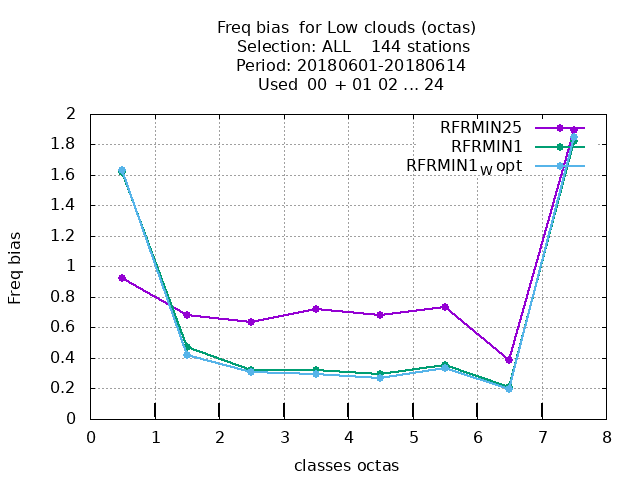 Freq bias  for Low clouds (octas)
Selection: ALL    144 stations
Period: 20180601-20180614
Used  00  + 01 02 ... 24
RFRMIN25
RFRMIN1
RFRMIN1W opt
2
1.8
1.6
1.4
1.2
1
0.8
0.6
0.4
0.2
0
Freq bias
0 1 2 3 4 5 6 7 8
classes octas